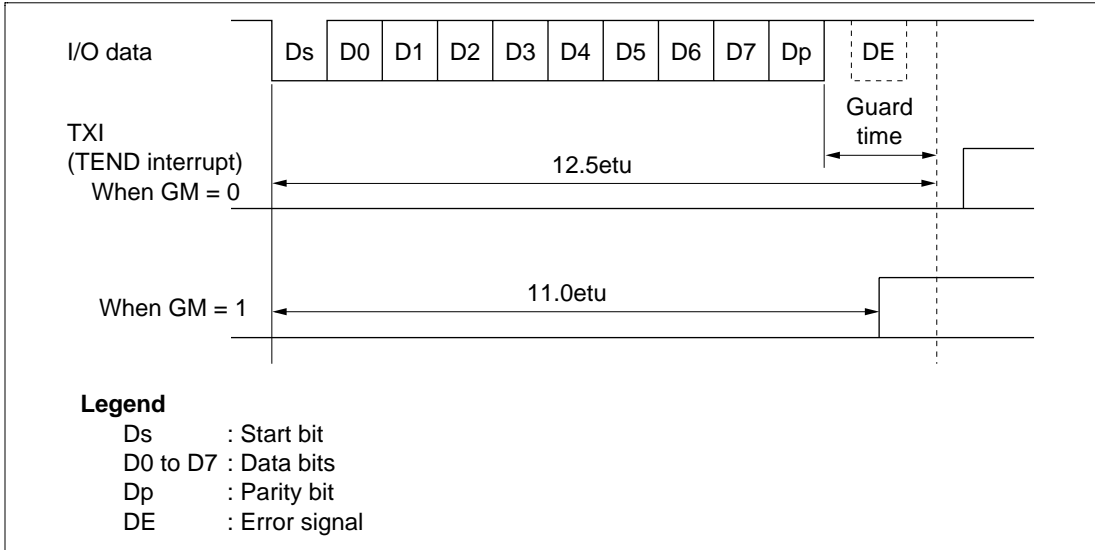 I/O data
Ds D0 D1 D2 D3 D4 D5 D6 D7 Dp DE
Guard
time
TXI
(TEND interrupt)
When GM = 0
12.5etu
When GM = 1
11.0etu
Legend
Ds : Start bit
D0 to D7 : Data bits
Dp : Parity bit
DE : Error signal